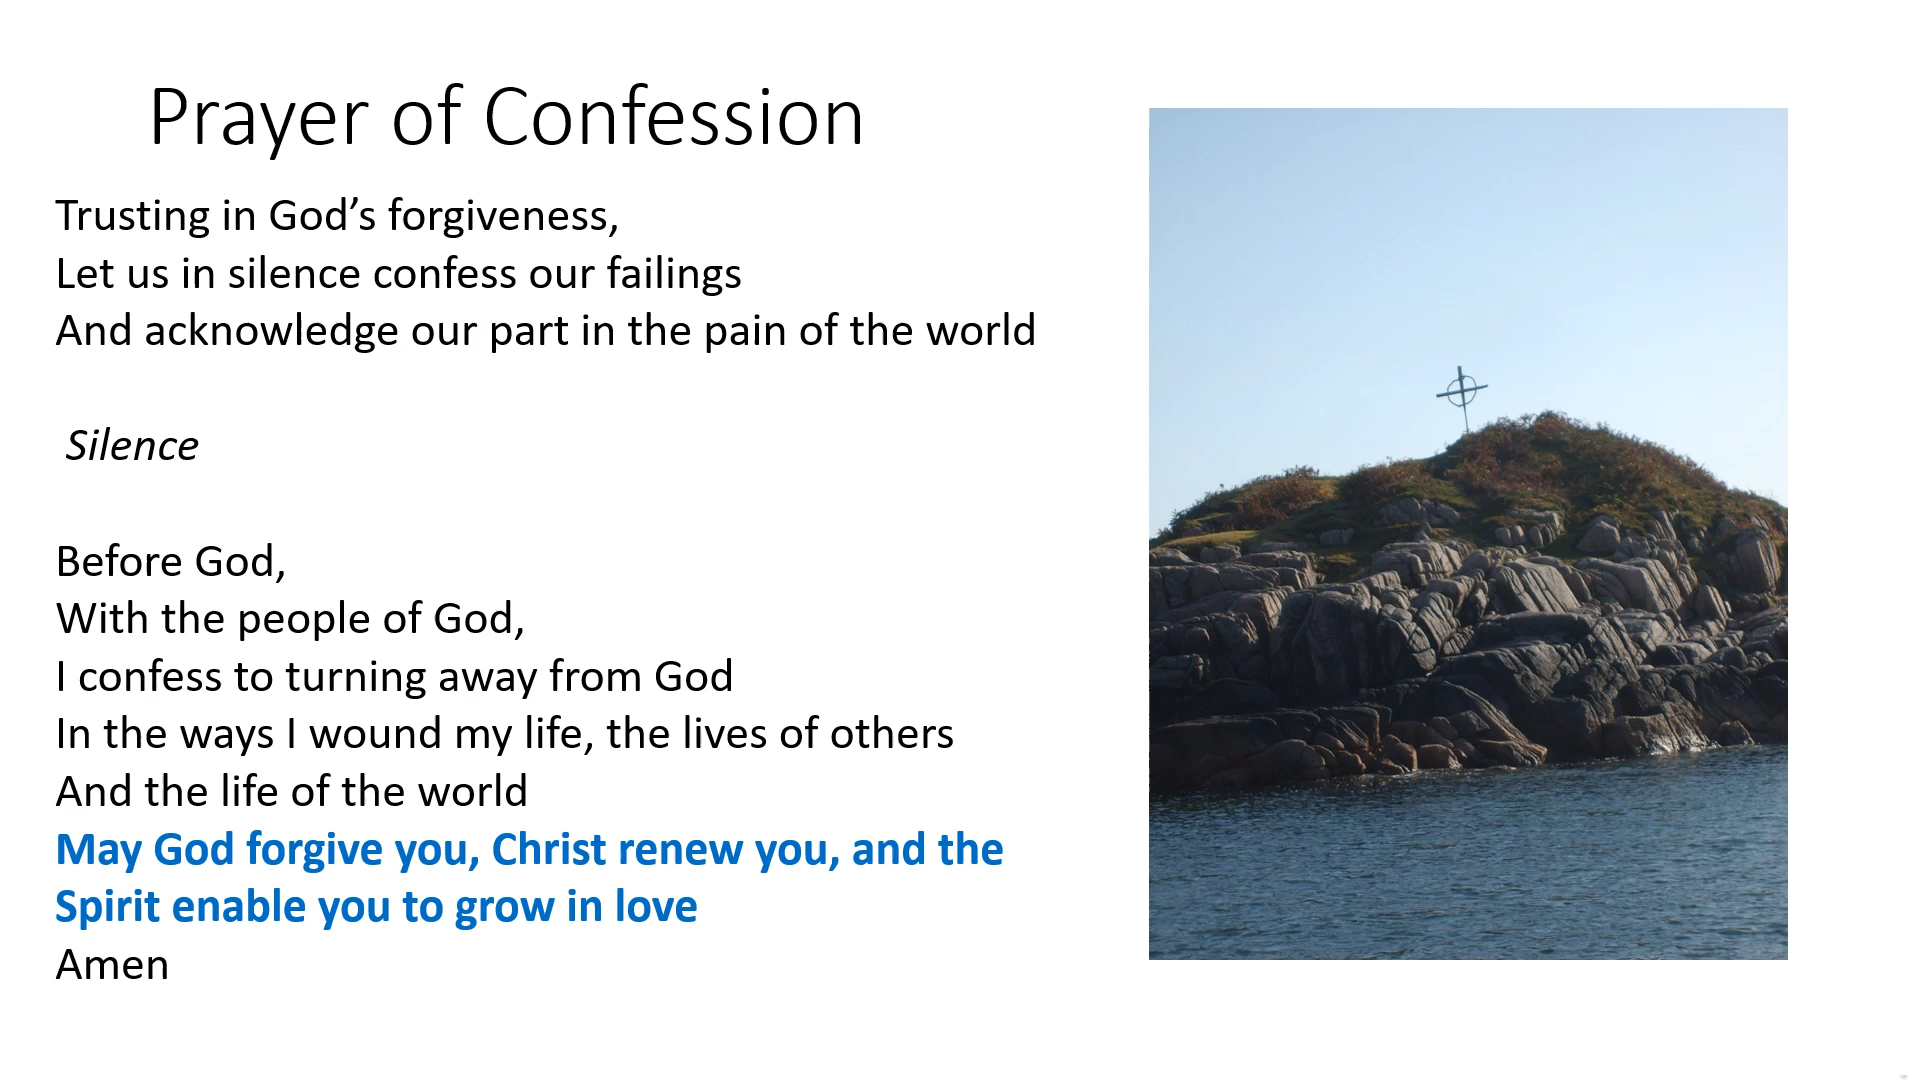 Prayer of Confession
Trusting in God’s forgiveness,
Let us in silence confess our failings
And acknowledge our part in the pain of the world
Silence
Before God,
With the people of God,
I confess to turning away from God
In the ways I wound my life, the lives of others
And the life of the world
May God forgive you, Christ renew you, and the
Spirit enable you to grow in love
Amen